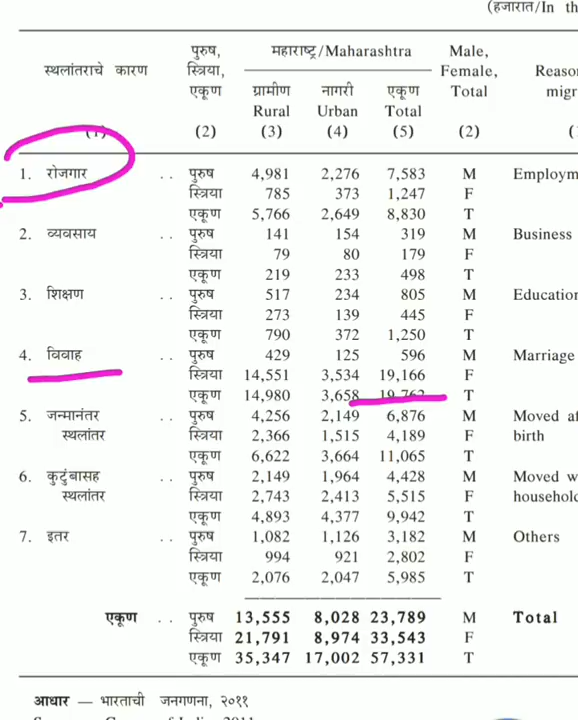 (हजारात/In th
पुरुष, महाराष्ट्र/Maharashtra Male,
स्थलांतराचे कारण स्त्रिया, Female, Reaso
एकूण ग्रामीण नागरी एकूण Total migr
Rural Urban Total
(1) (2) (3) (4) (5) (2)
1. रोजगार .. पुरुष 4,981 2,276 7,583 M Employm
स्त्रिया 785 373 1,247 F
एकूण 5,766 2,649 8,830 T
2. व्यवसाय .. पुरुष 141 154 319 M Business
स्त्रिया 79 80 179 F
एकूण 219 233 498 T
3. शिक्षण .. पुरुष 517 234 805 M Education
स्त्रिया 273 139 445 F
एकूण 790 372 1,250 T
4. विवाह .. पुरुष 429 125 596 M Marriage
स्त्रिया 14,551 3,534 19,166 F
एकूण 14,980 3,658 19,762 T
5. जन्मानंतर .. पुरुष 4,256 2,149 6,876 M Moved af
स्थलांतर स्त्रिया 2,366 1,515 4,189 F birth
एकूण 6,622 3,664 11,065 T
6. कुटुंबासह .. पुरुष 2,149 1,964 4,428 M Moved w
स्थलांतर स्त्रिया 2,743 2,413 5,515 F household
एकूण 4,893 4,377 9,942 T
7. इतर .. पुरुष 1,082 1,126 3,182 M Others
स्त्रिया 994 921 2,802 F
एकूण 2,076 2,047 5,985 T
एकूण .. पुरुष 13,555 8,028 23,789 M Total
स्त्रिया 21,791 8,974 33,543 F
एकूण 35,347 17,002 57,331 T
आधार — भारताची जनगणना, २०११